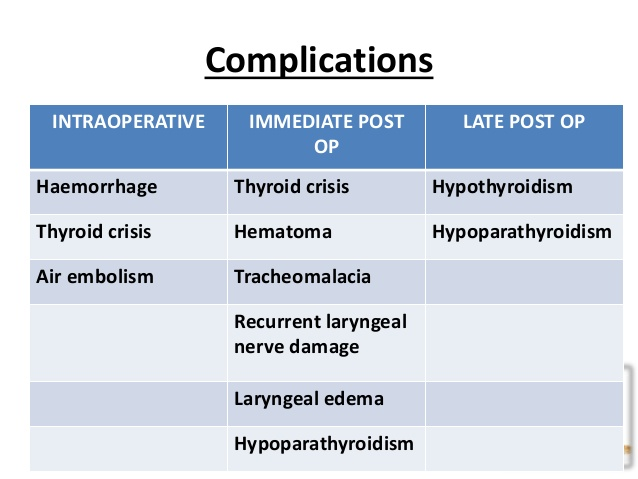 Complications
INTRAOPERATIVE
IMMEDIATE POST
OP
LATE POST OP
Haemorrhage
Thyroid crisis
Hypothyroidism
Thyroid crisis
Hematoma
Hypoparathyroidism
Air embolism
Tracheomalacia
Recurrent laryngeal
nerve damage
Laryngeal edema
Hypoparathyroidism